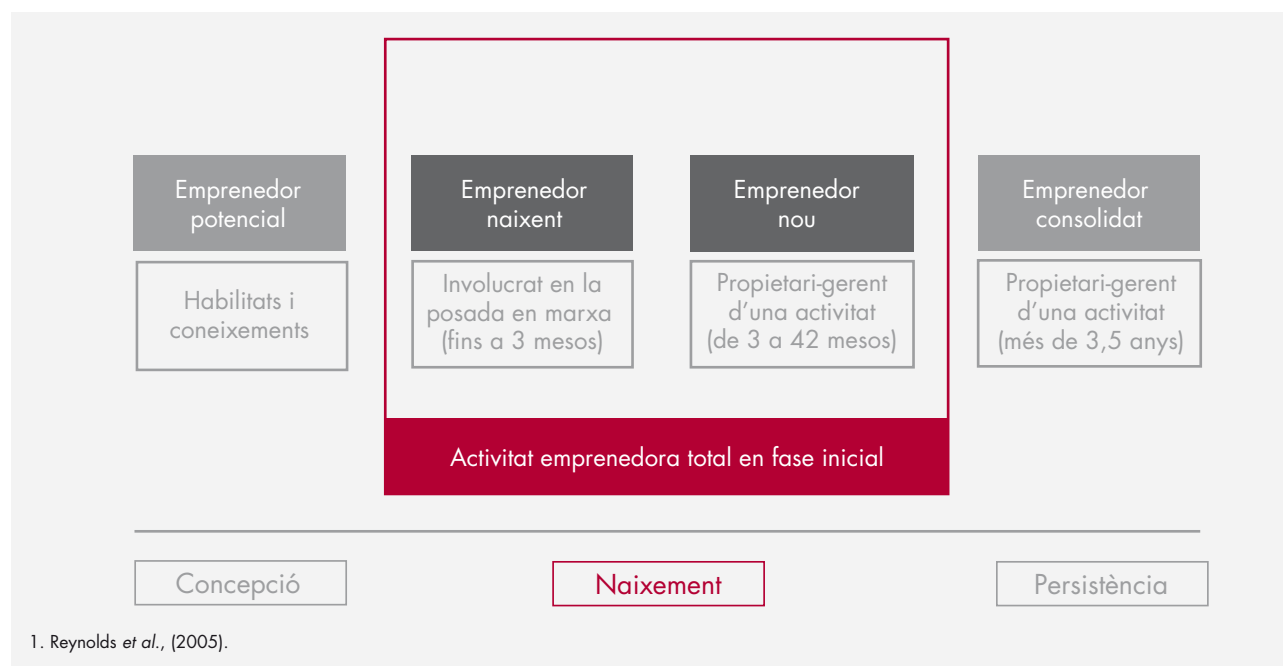 Emprenedor
potencial
Habilitats i
coneixements
Emprenedor
naixent
Involucrat en la
posada en marxa
(fins a 3 mesos)
Emprenedor
nou
Propietari-gerent
d’una activitat
(de 3 a 42 mesos)
Emprenedor
consolidat
Propietari-gerent
d’una activitat
(més de 3,5 anys)
Activitat emprenedora total en fase inicial
Concepció
Naixement
Persistència
1. Reynolds et al., (2005).